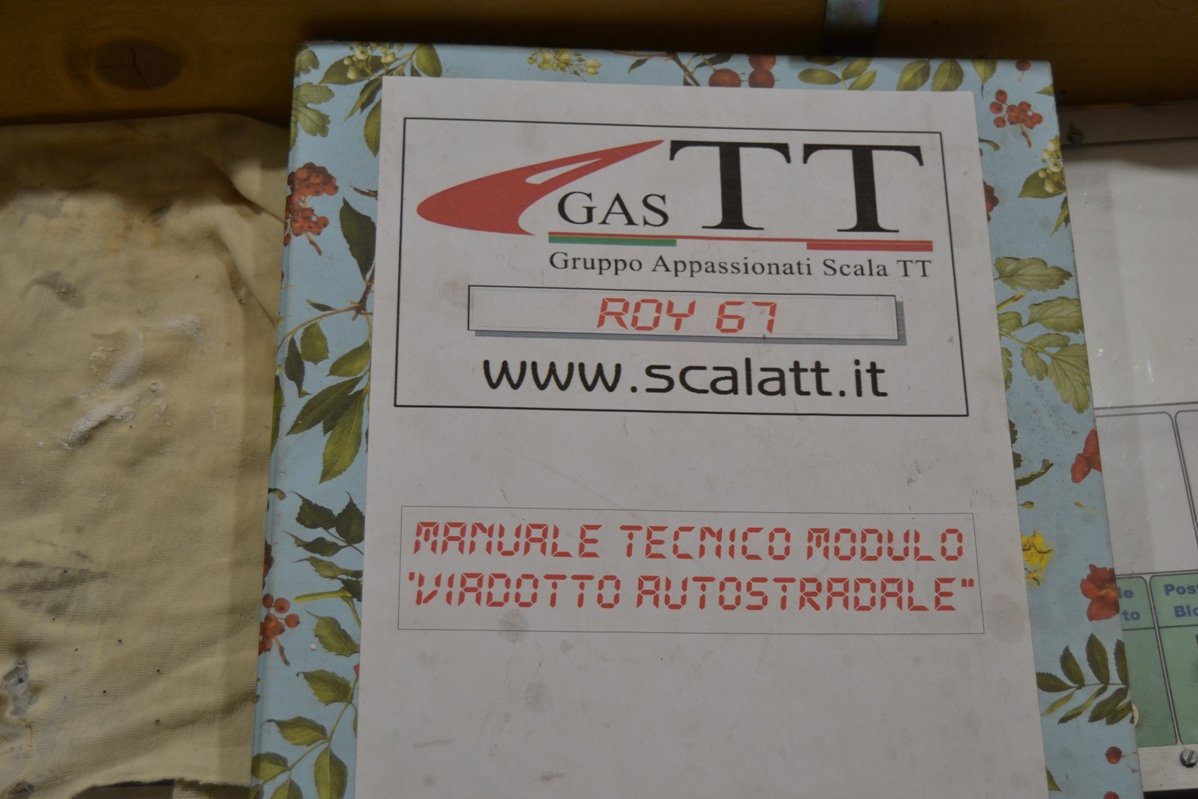 GAS TT
Gruppo Appassionati Scala TT
ROY 67
www.scalatt.it
MANUALE TECNICO MODULO
"VIADOTTO AUTOSTRADALE"